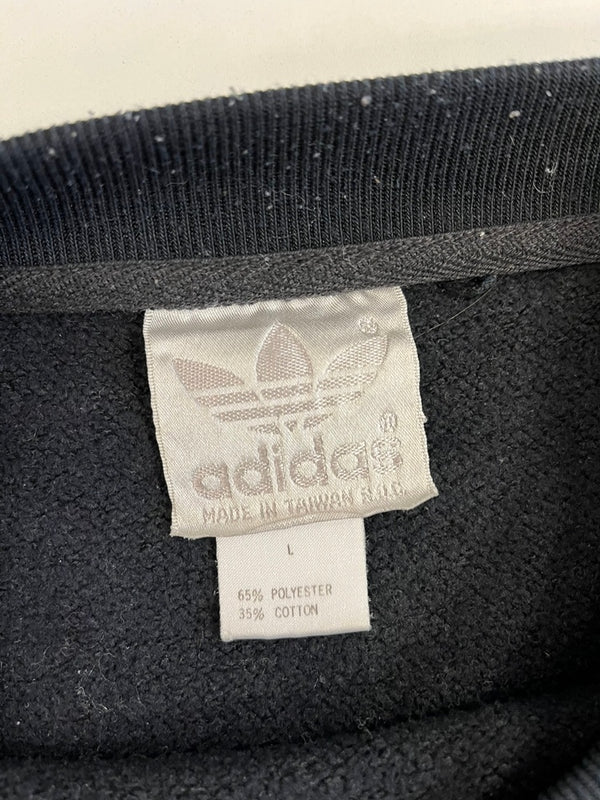 ®
adidas®
MADE IN TAIWAN R.O.C.
L
65% POLYESTER
35% COTTON